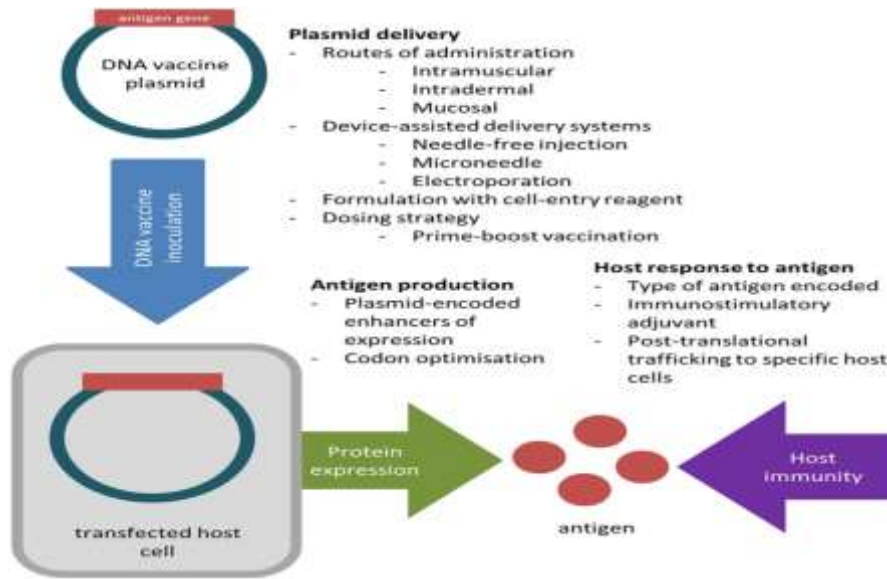 antigen gene
DNA vaccine
plasmid
Plasmid delivery
- Routes of administration
- Intramuscular
- Intradermal
- Mucosal
- Device-assisted delivery systems
- Needle-free injection
- Microneedle
- Electroporation
- Formulation with cell-entry reagent
- Dosing strategy
- Prime-boost vaccination
DNA vaccine
inoculation
Antigen production
- Plasmid-encoded
enhancers of
expression
- Codon optimisation
Host response to antigen
- Type of antigen encoded
- Immunostimulatory
adjuvant
- Post-translational
trafficking to specific host
cells
transfected host
cell
Protein
expression
antigen
Host
immunity